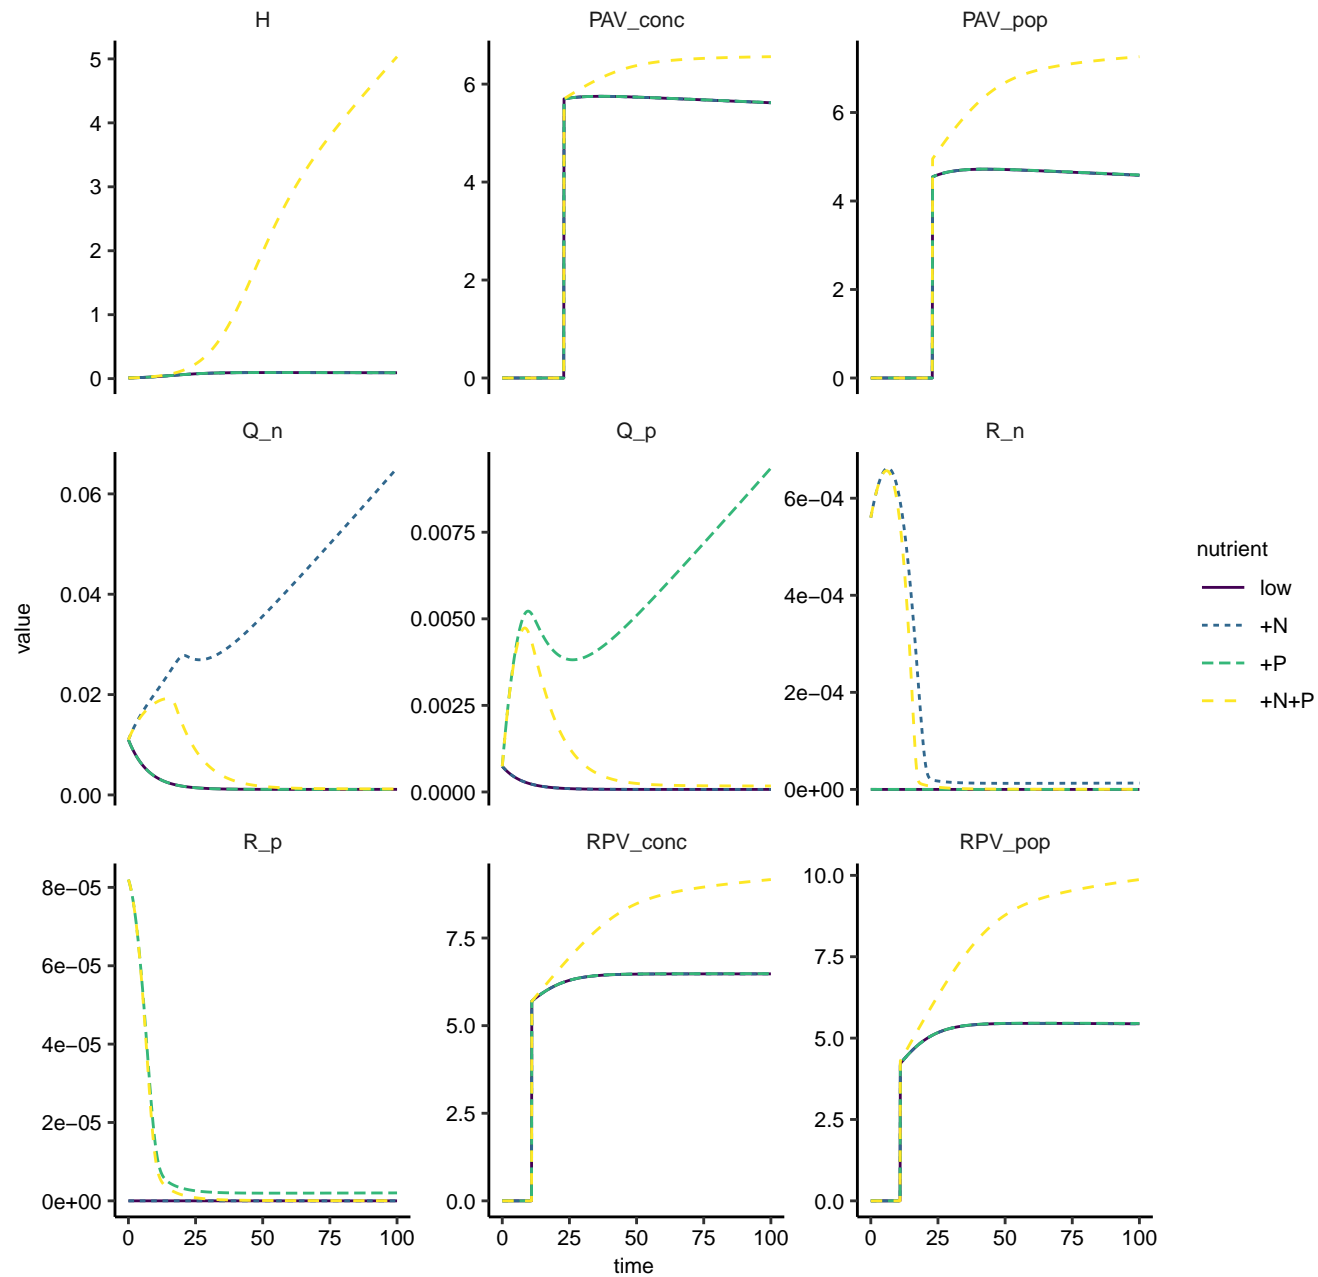 H
PAV_conc
PAV_pop
5
4
3
2
1
0
6
4
2
0
6
4
2
0
Q_n
Q_p
R_n
0.06
0.04
0.02
0.00
0.0075
0.0050
0.0025
0.0000
6e−04
4e−04
2e−04
0e+00
value
nutrient
low
+N
+P
+N+P
R_p
RPV_conc
RPV_pop
8e−05
6e−05
4e−05
2e−05
0e+00
7.5
5.0
2.5
0.0
10.0
7.5
5.0
2.5
0.0
0 25 50 75 100
0 25 50 75 100
0 25 50 75 100
time